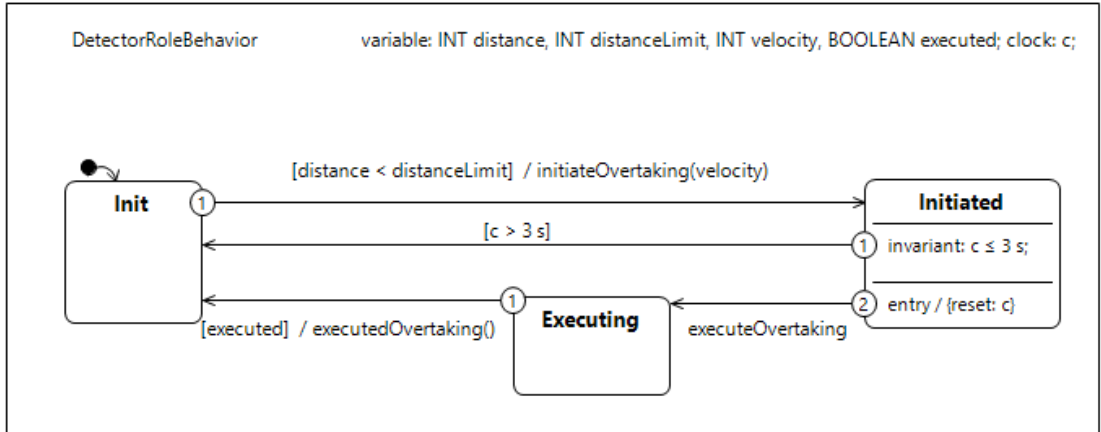 DetectorRoleBehavior
variable: INT distance, INT distanceLimit, INT velocity, BOOLEAN executed; clock: c;
[distance < distanceLimit] / initiateOvertaking(velocity)
Init
1
Initiated
[c > 3 s]
1
invariant: c ≤ 3 s;
1
2
entry / {reset: c}
[executed] / executedOvertaking()
Executing
executeOvertaking